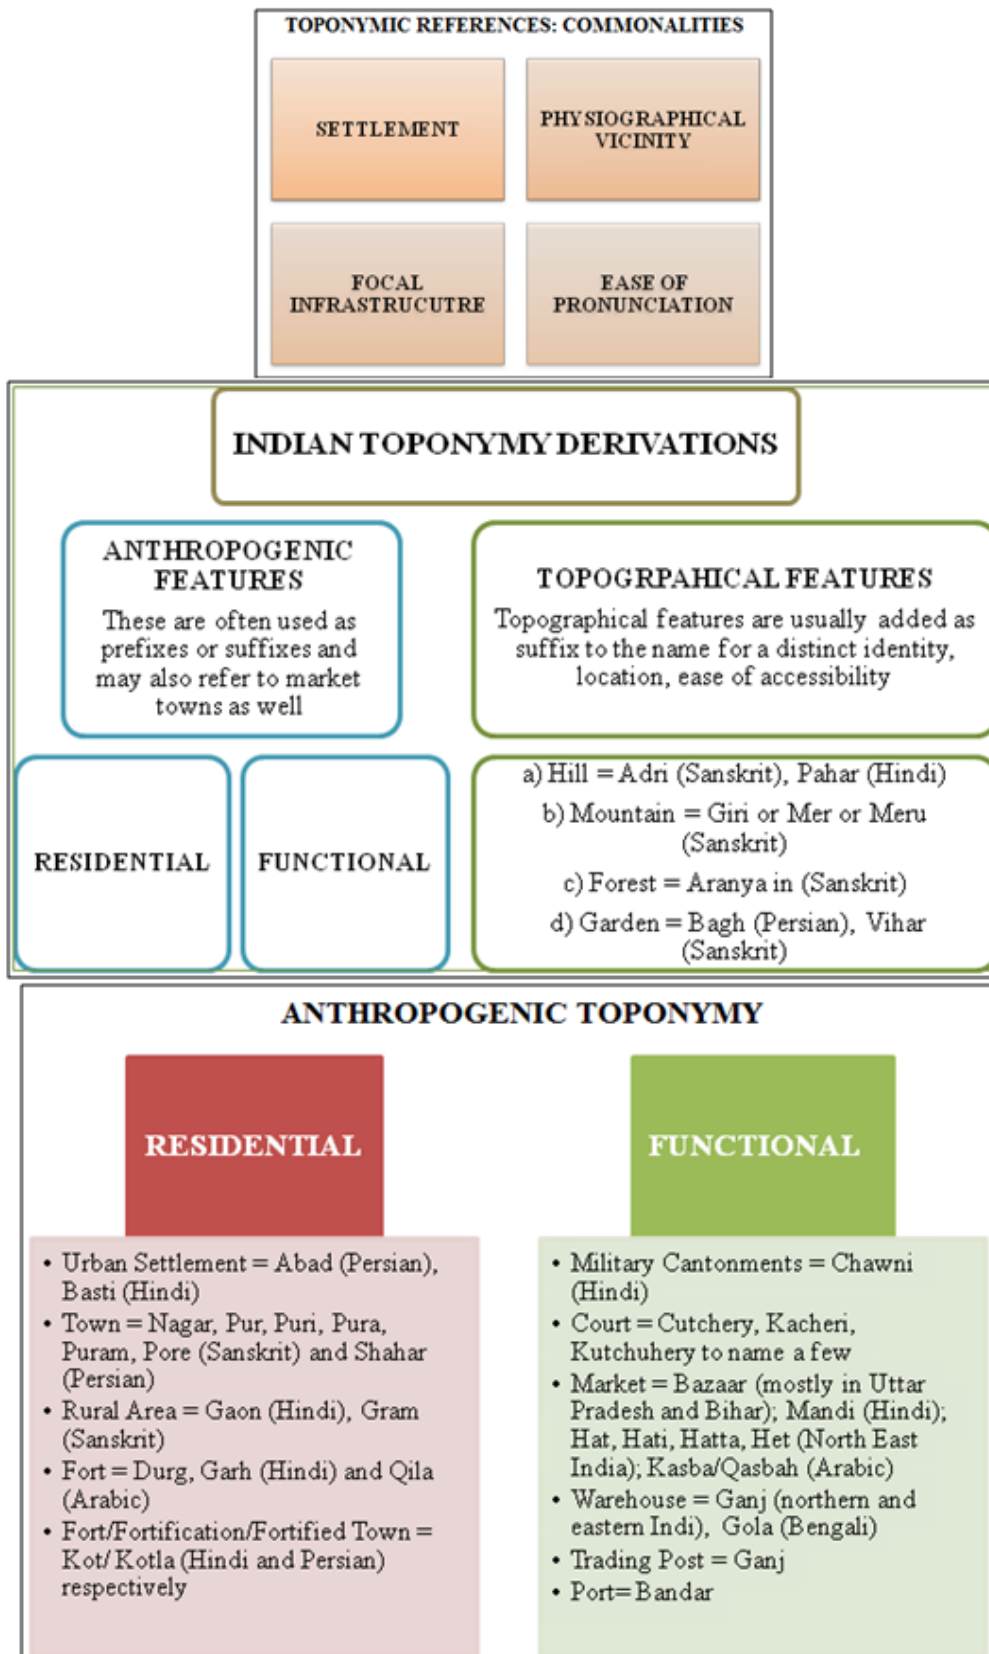 TOPONYMIC REFERENCES: COMMONALITIES
SETTLEMENT
PHYSIOGRAPHICAL
VICINITY
FOCAL
INFRASTRUCUTRE
EASE OF
PRONUNCIATION
INDIAN TOPONYMY DERIVATIONS
ANTHROPOGENIC
FEATURES
These are often used as
prefixes or suffixes and
may also refer to market
towns as well
TOPOGRPAHICAL FEATURES
Topographical features are usually added as
suffix to the name for a distinct identity,
location, ease of accessibility
RESIDENTIAL
FUNCTIONAL
a) Hill = Adri (Sanskrit), Pahar (Hindi)
b) Mountain = Giri or Mer or Meru
(Sanskrit)
c) Forest = Aranya in (Sanskrit)
d) Garden = Bagh (Persian), Vihar
(Sanskrit)
ANTHROPOGENIC TOPONYMY
RESIDENTIAL
• Urban Settlement = Abad (Persian),
Basti (Hindi)
• Town = Nagar, Pur, Puri, Pura,
Puram, Pore (Sanskrit) and Shahar
(Persian)
• Rural Area = Gaon (Hindi), Gram
(Sanskrit)
• Fort = Durg, Garh (Hindi) and Qila
(Arabic)
• Fort/Fortification/Fortified Town =
Kot/ Kotla (Hindi and Persian)
respectively
FUNCTIONAL
• Military Cantonments = Chawni
(Hindi)
• Court = Cutchery, Kacheri,
Kutchuhery to name a few
• Market = Bazaar (mostly in Uttar
Pradesh and Bihar); Mandi (Hindi);
Hat, Hati, Hatta, Het (North East
India); Kasba/Qasbah (Arabic)
• Warehouse = Ganj (northern and
eastern Indi), Gola (Bengali)
• Trading Post = Ganj
• Port= Bandar